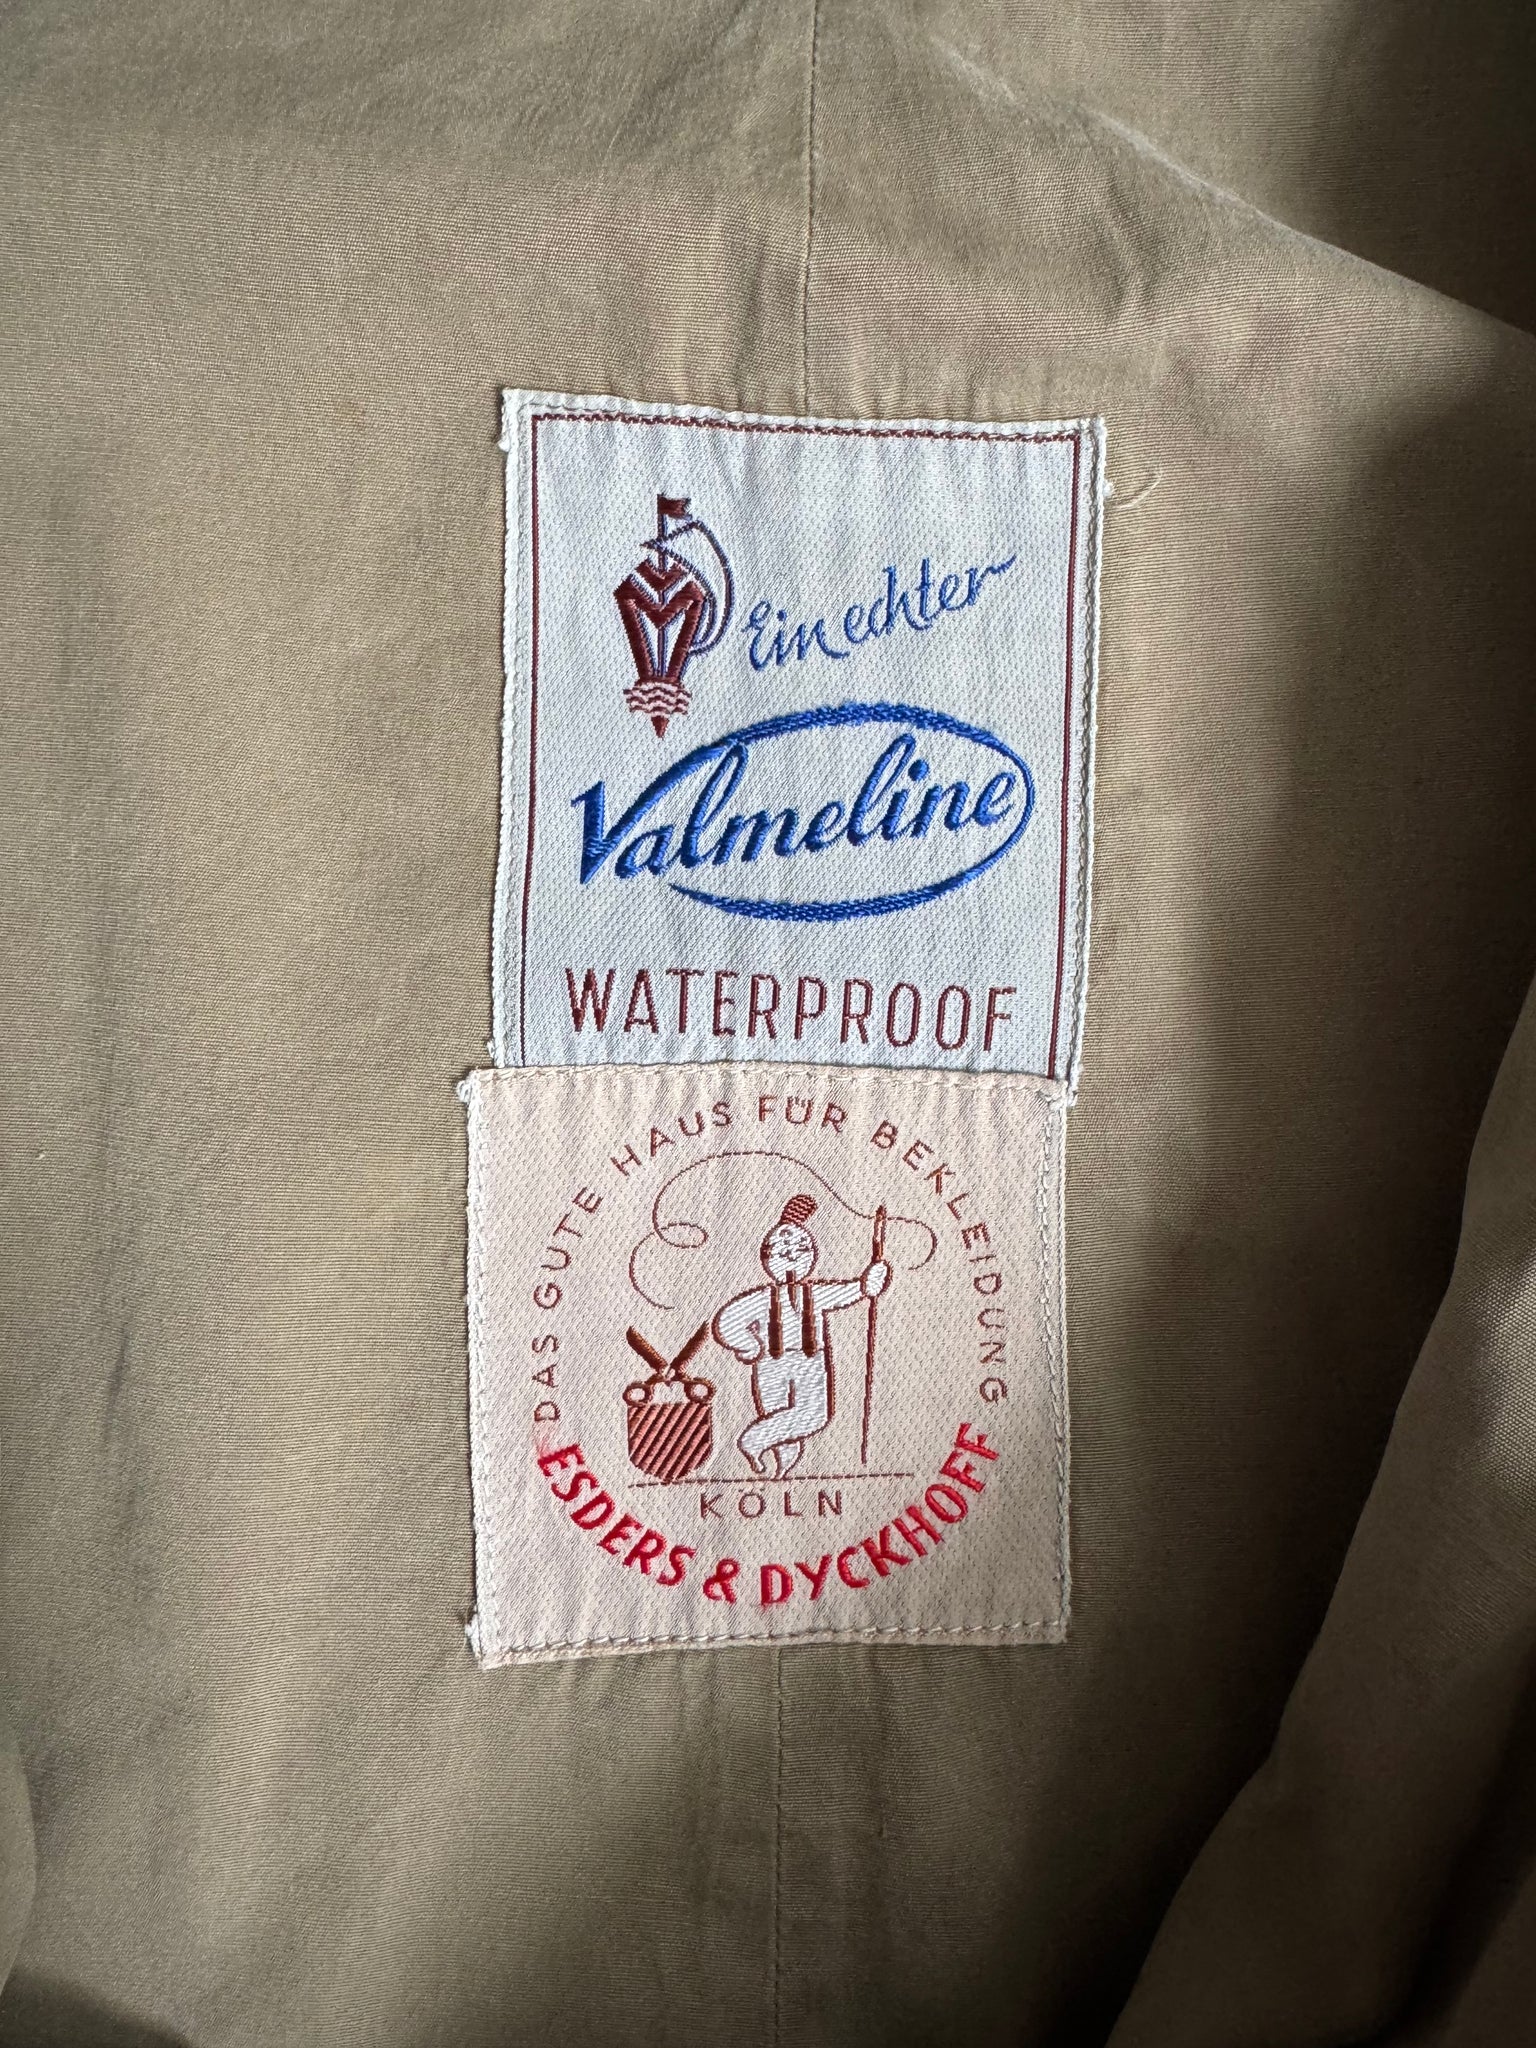 Ein echter
Valmeline
WATERPROOF
DAS GUTE HAUS FÜR BEKLEIDUNG
KÖLN
ESDERS & DYCKHOFF